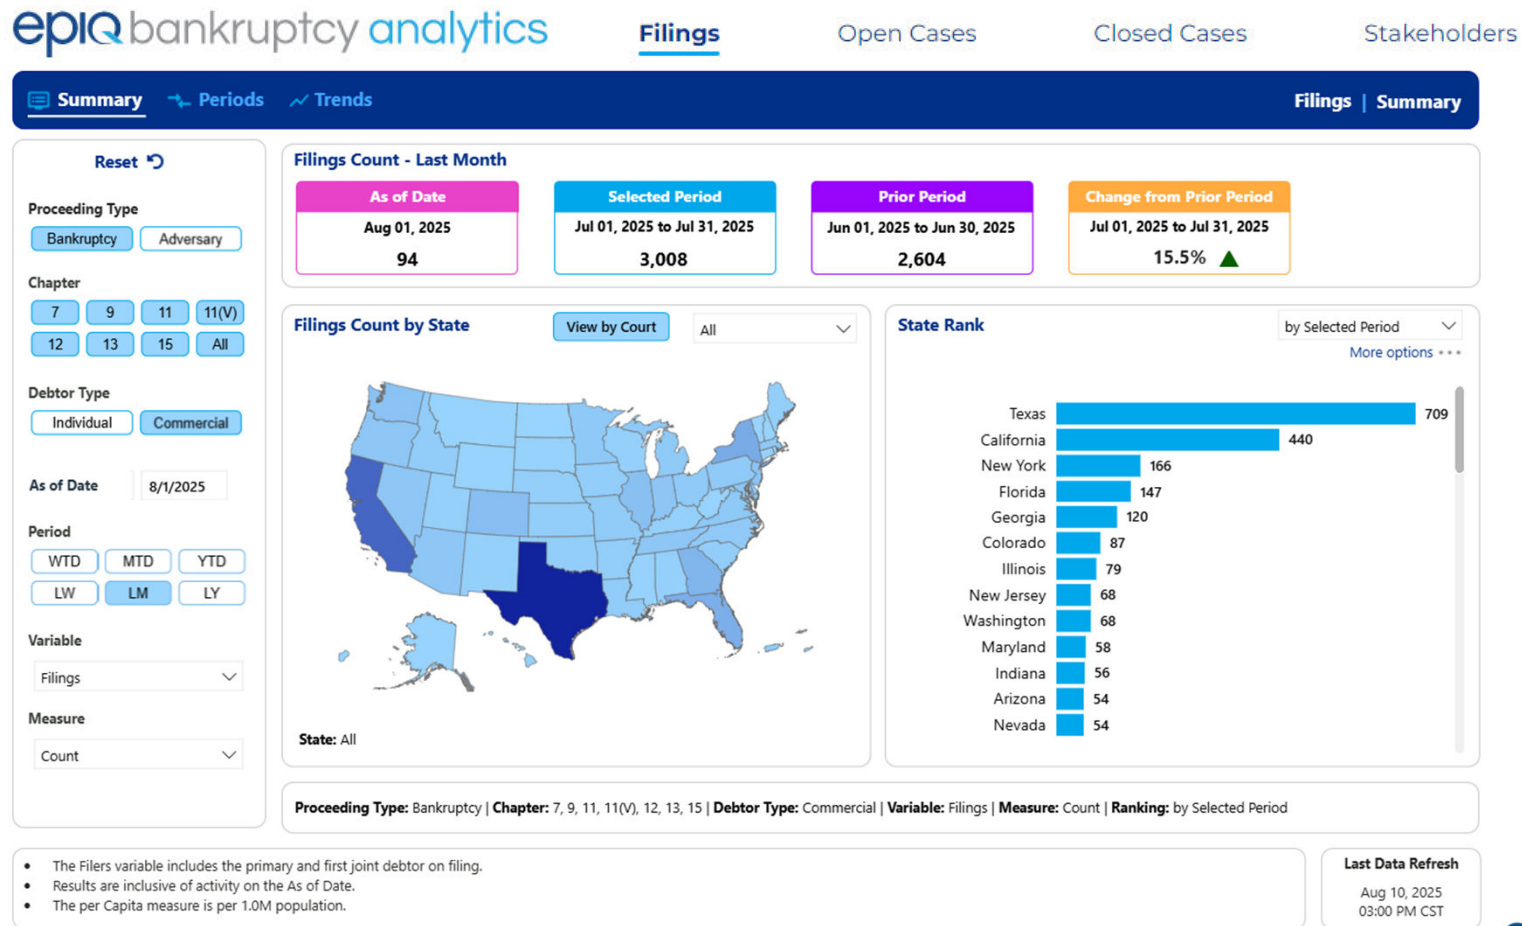 epiq bankruptcy analytics
Filings
Open Cases
Closed Cases
Stakeholders
Summary
Periods
Trends
Filings | Summary
Reset
Proceeding Type
Bankruptcy
Adversary
Chapter
7
9
11
11(V)
12
13
15
All
Debtor Type
Individual
Commercial
As of Date
8/1/2025
Period
WTD
MTD
YTD
LW
LM
LY
Variable
Filings
Measure
Count
Filings Count - Last Month
As of Date
Aug 01, 2025
94
Selected Period
Jul 01, 2025 to Jul 31, 2025
3,008
Prior Period
Jun 01, 2025 to Jun 30, 2025
2,604
Change from Prior Period
Jul 01, 2025 to Jul 31, 2025
15.5%
Filings Count by State
View by Court
All
State: All
State Rank
by Selected Period
More options
Texas 709
California 440
New York 166
Florida 147
Georgia 120
Colorado 87
Illinois 79
New Jersey 68
Washington 68
Maryland 58
Indiana 56
Arizona 54
Nevada 54
Proceeding Type: Bankruptcy | Chapter: 7, 9, 11, 11(V), 12, 13, 15 | Debtor Type: Commercial | Variable: Filings | Measure: Count | Ranking: by Selected Period
• The Filers variable includes the primary and first joint debtor on filing.
• Results are inclusive of activity on the As of Date.
• The per Capita measure is per 1.0M population.
Last Data Refresh
Aug 10, 2025
03:00 PM CST